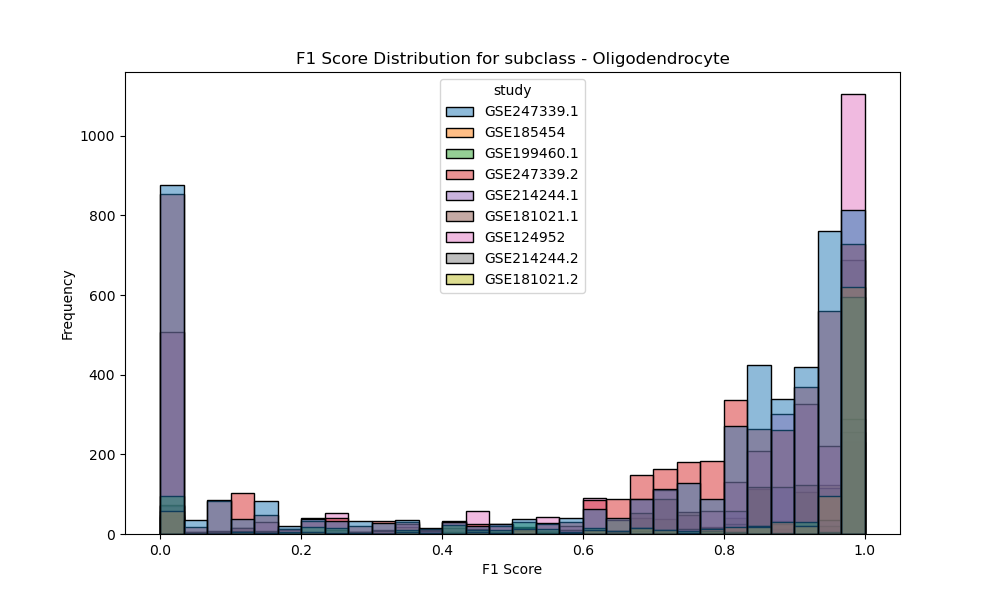 F1 Score Distribution for subclass - Oligodendrocyte
study
GSE247339.1
GSE185454
GSE199460.1
GSE247339.2
GSE214244.1
GSE181021.1
GSE124952
GSE214244.2
GSE181021.2
Frequency
1000
800
600
400
200
0
0.0 0.2 0.4 0.6 0.8 1.0
F1 Score